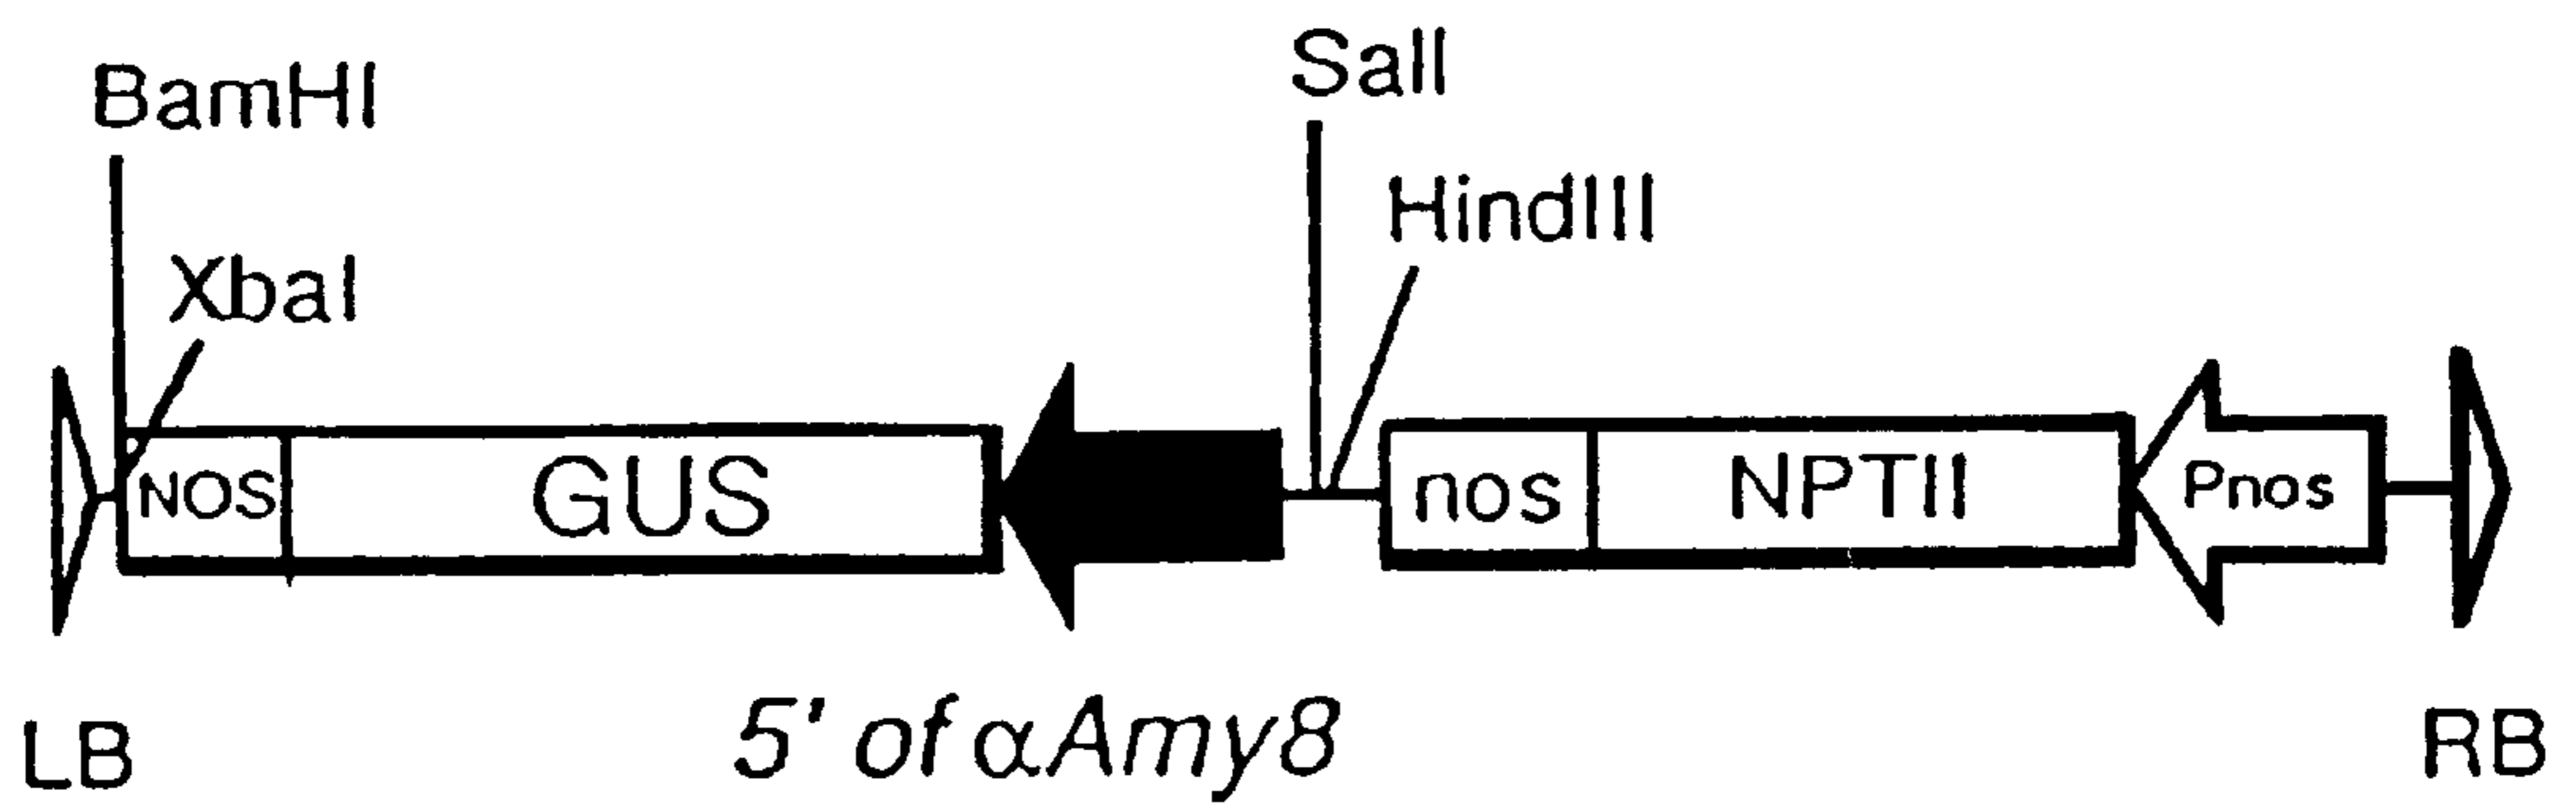 BamHI
SalI
HindIII
XbaI
NOS
GUS
nos
NPTII
Pnos
LB
5' of αAmy8
RB